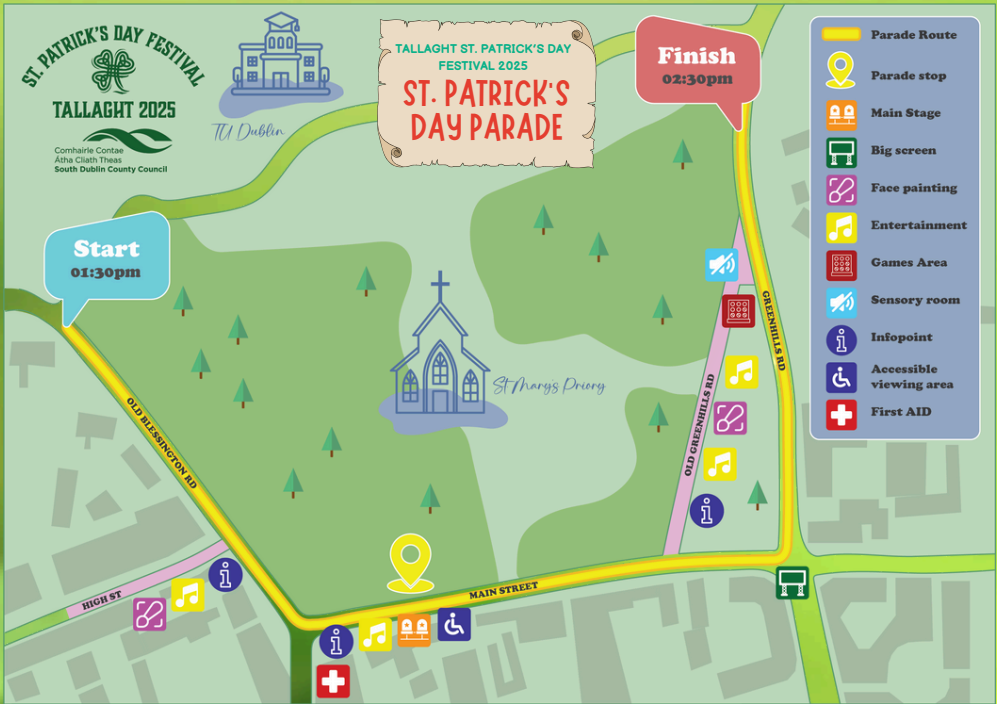 ST. PATRICK'S DAY FESTIVAL
TALLAGHT 2025
Comhairle Contae
Átha Cliath Theas
South Dublin County Council
TU Dublin
TALLAGHT ST. PATRICK'S DAY
FESTIVAL 2025
ST. PATRICK'S
DAY PARADE
Finish
02:30pm
Parade Route
Parade stop
Main Stage
Big screen
Face painting
Entertainment
Games Area
Sensory room
Infopoint
Accessible
viewing area
First AID
Start
01:30pm
St Marys Priory
GREENHILLS RD
OLD GREENHILLS RD
OLD BLESSINGTON RD
MAIN STREET
HIGH ST